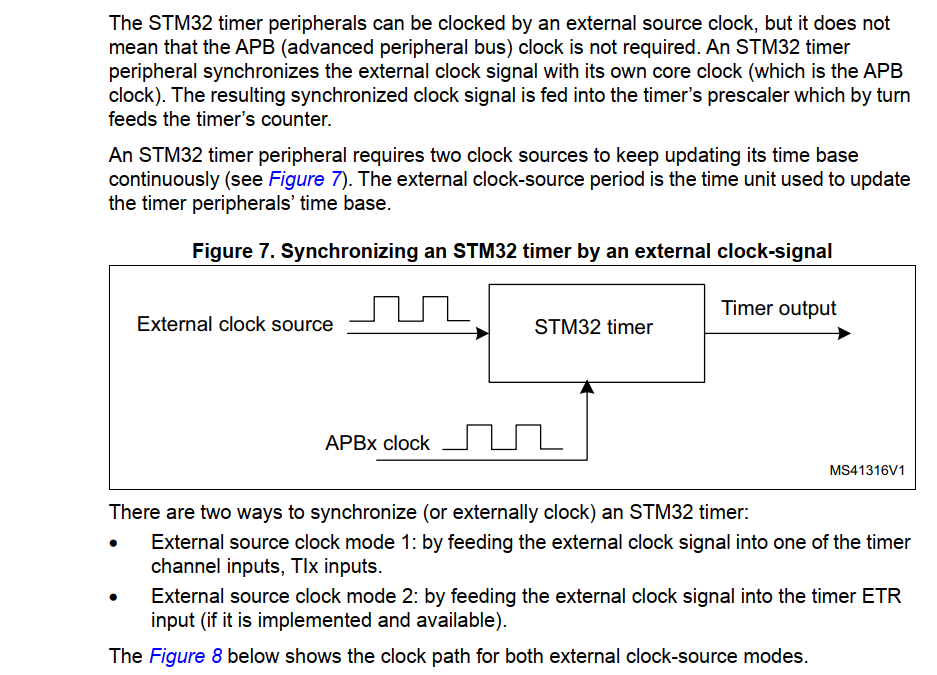 The STM32 timer peripherals can be clocked by an external source clock, but it does not
mean that the APB (advanced peripheral bus) clock is not required. An STM32 timer
peripheral synchronizes the external clock signal with its own core clock (which is the APB
clock). The resulting synchronized clock signal is fed into the timer's prescaler which by turn
feeds the timer's counter.
An STM32 timer peripheral requires two clock sources to keep updating its time base
continuously (see Figure 7). The external clock-source period is the time unit used to update
the timer peripherals' time base.
Figure 7. Synchronizing an STM32 timer by an external clock-signal
External clock source
STM32 timer
Timer output
APBx clock
MS41316V1
There are two ways to synchronize (or externally clock) an STM32 timer:
• External source clock mode 1: by feeding the external clock signal into one of the timer
channel inputs, TIx inputs.
• External source clock mode 2: by feeding the external clock signal into the timer ETR
input (if it is implemented and available).
The Figure 8 below shows the clock path for both external clock-source modes.